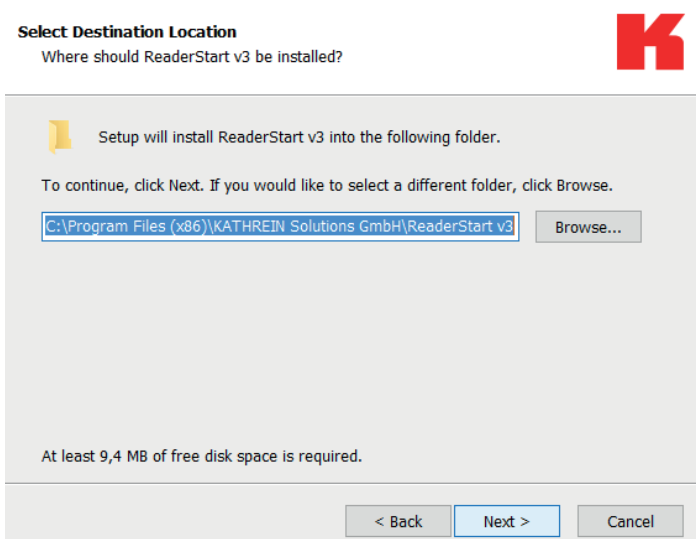 Select Destination Location
Where should ReaderStart v3 be installed?
Setup will install ReaderStart v3 into the following folder.
To continue, click Next. If you would like to select a different folder, click Browse.
C:\Program Files (x86)\KATHREIN Solutions GmbH\ReaderStart v3
Browse...
At least 9,4 MB of free disk space is required.
< Back Next > Cancel